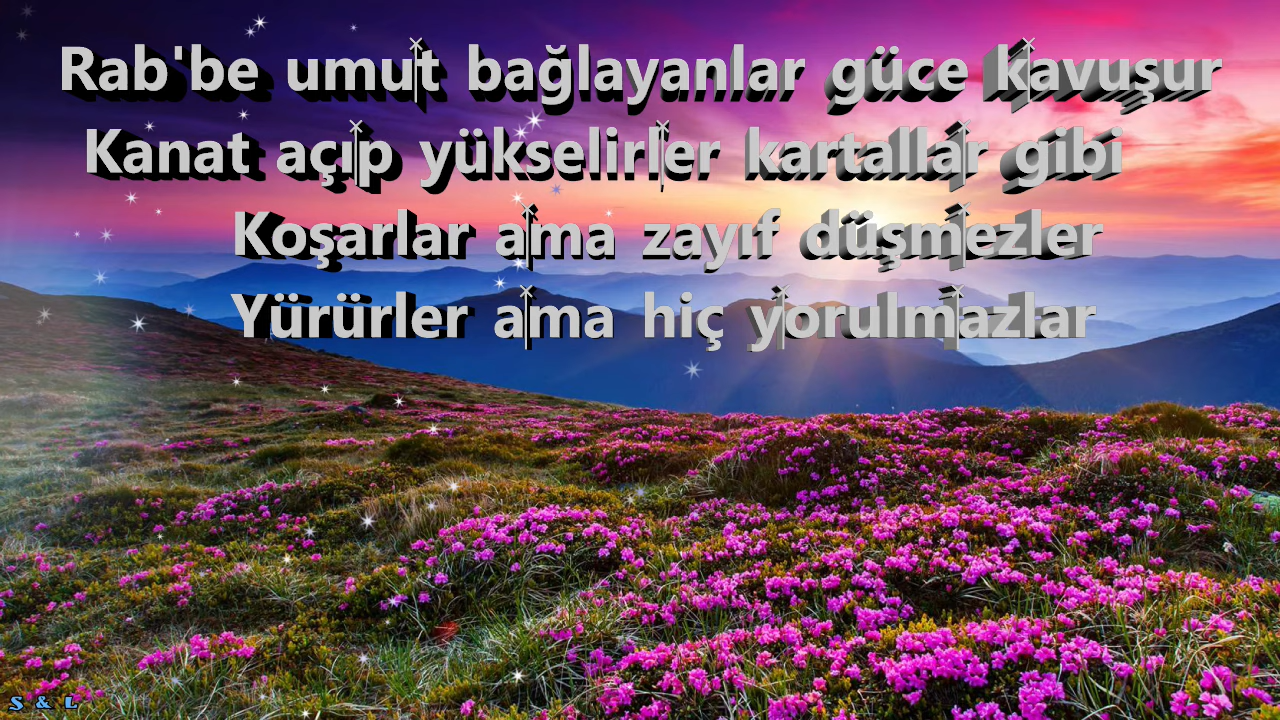 Rab'be umut bağlayanlar güce kavuşur
Kanat açıp yükselirler kartallar gibi
Koşarlar ama zayıf düşmezler
Yürürler ama hiç yorulmazlar
S & L